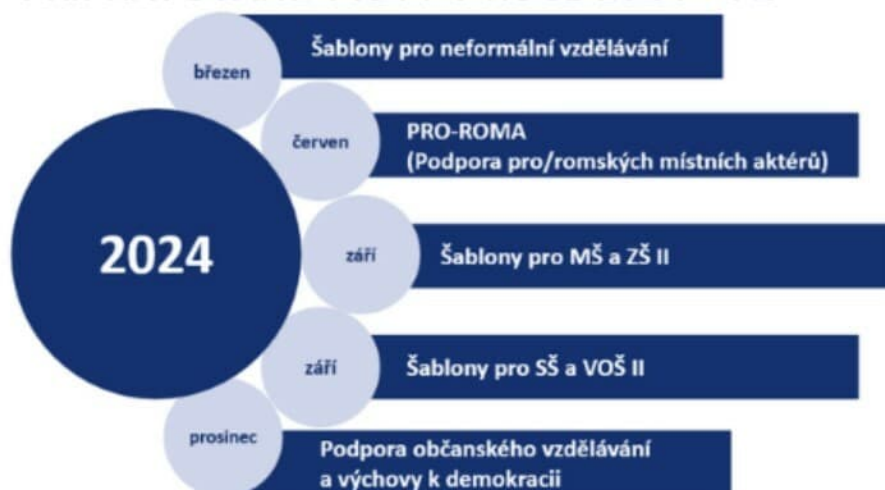 březen
Šablony pro neformální vzdělávání
červen
PRO-ROMA
(Podpora pro/romských místních aktérů)
2024
září
Šablony pro MŠ a ZŠ II
září
Šablony pro SŠ a VOŠ II
prosinec
Podpora občanského vzdělávání
a výchovy k demokracii